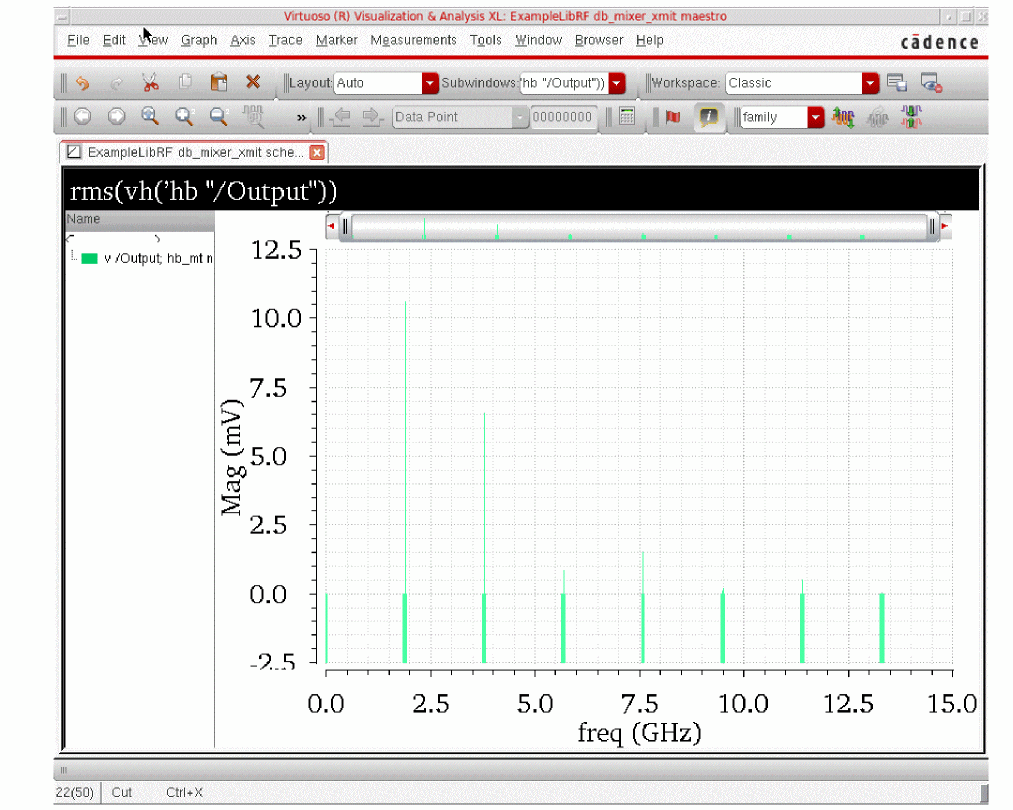 Virtuoso (R) Visualization & Analysis XL: ExampleLibRF db_mixer_xmit maestro
File Edit View Graph Axis Trace Marker Measurements Tools Window Browser Help
cādence
Layout: Auto Subwindows: 'hb "/Output")) Workspace: Classic
» Data Point 00000000 family
ExampleLibRF db_mixer_xmit sche...
rms(vh('hb "/Output"))
Name
v /Output; hb_mt n
12.5
10.0
7.5
5.0
2.5
0.0
-2.5
Mag (mV)
0.0 2.5 5.0 7.5 10.0 12.5 15.0
freq (GHz)
22(50) Cut Ctrl+X